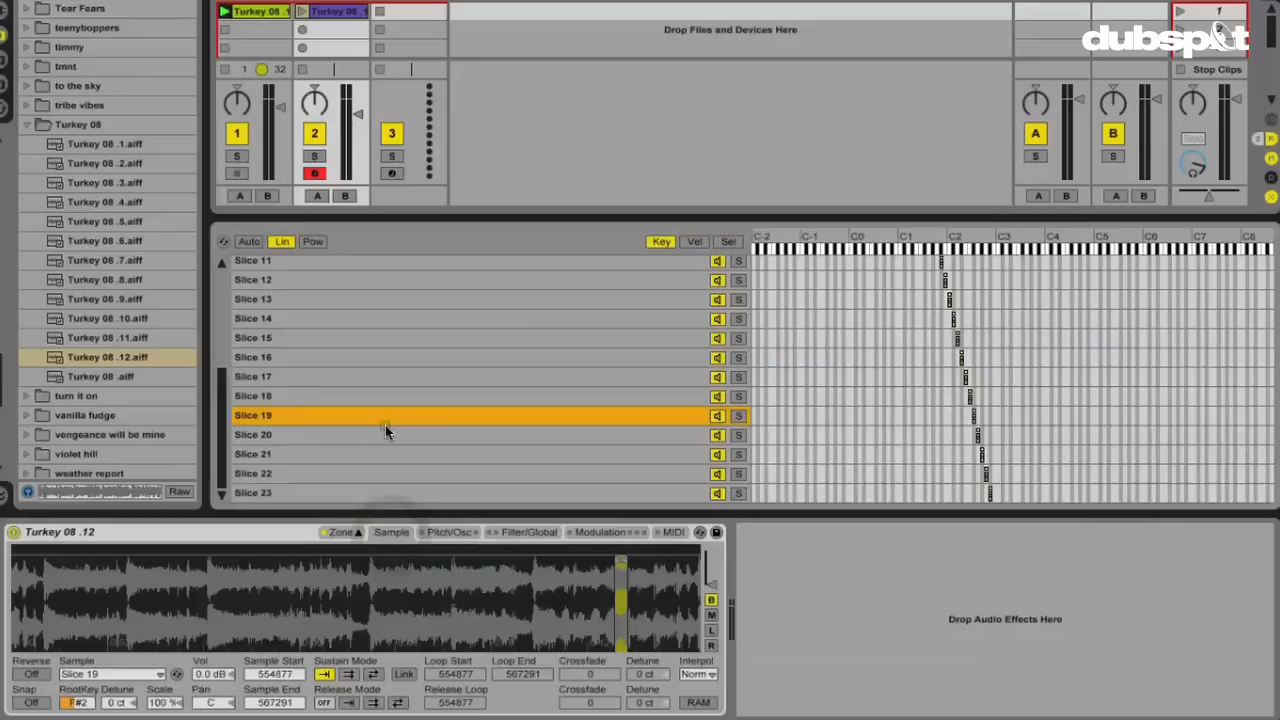 Tear Fears
teenyboppers
timmy
tmnt
to the sky
tribe vibes
Turkey 08
Turkey 08 .1.aiff
Turkey 08 .2.aiff
Turkey 08 .3.aiff
Turkey 08 .4.aiff
Turkey 08 .5.aiff
Turkey 08 .6.aiff
Turkey 08 .7.aiff
Turkey 08 .8.aiff
Turkey 08 .9.aiff
Turkey 08 .10.aiff
Turkey 08 .11.aiff
Turkey 08 .12.aiff
Turkey 08 .aiff
turn it on
vanilla fudge
vengeance will be mine
violet hill
weather report
Raw
Turkey 08 .1 Turkey 08 .1
Drop Files and Devices Here
1
2
dubspot
1 32
Stop Clips
1 2 3 A B
S S S S
A B A B A B A B
Auto Lin Pow Key Vel Sel
C-2 C-1 C0 C1 C2 C3 C4 C5 C6 C7 C8
Slice 11 S
Slice 12 S
Slice 13 S
Slice 14 S
Slice 15 S
Slice 16 S
Slice 17 S
Slice 18 S
Slice 19 S
Slice 20 S
Slice 21 S
Slice 22 S
Slice 23 S
Turkey 08 .12 Zone Sample Pitch/Osc Filter/Global Modulation MIDI
B
M
L
R
Drop Audio Effects Here
Reverse Sample Vol Sample Start Sustain Mode Loop Start Loop End Crossfade Detune Interpol
Off Slice 19 0.0 dB 554877 Link 554877 567291 0 0 ct Norm
Snap RootKey Detune Scale Pan Sample End Release Mode Release Loop Crossfade Detune
Off F#2 0 ct 100 % C 567291 OFF 554877 0 0 ct RAM